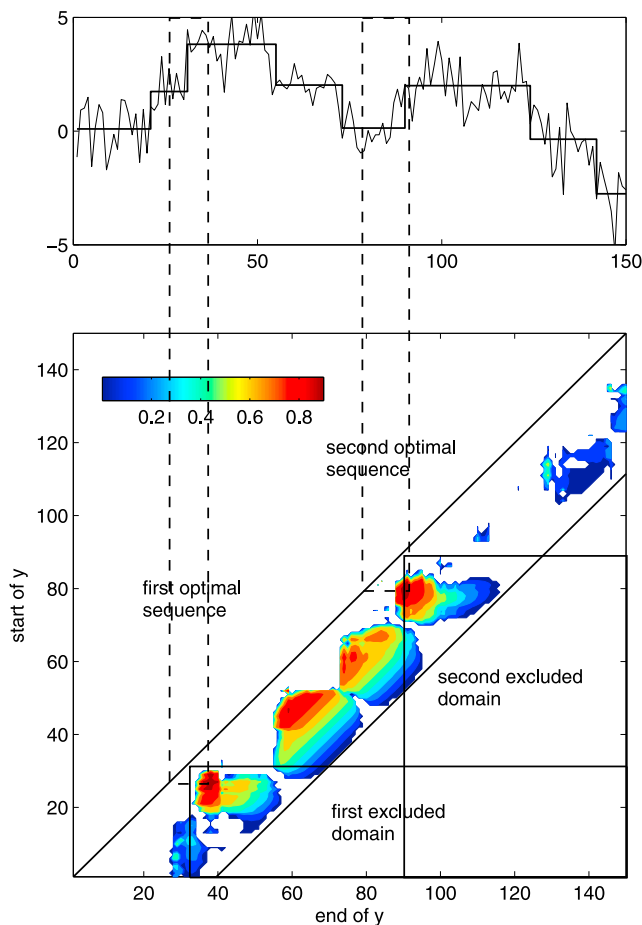 5
0
−5
0
50
100
150
140
120
100
80
60
40
20
0.2 0.4 0.6 0.8
second optimal
sequence
first optimal
sequence
second excluded
domain
first excluded
domain
start of y
20 40 60 80 100 120 140
end of y